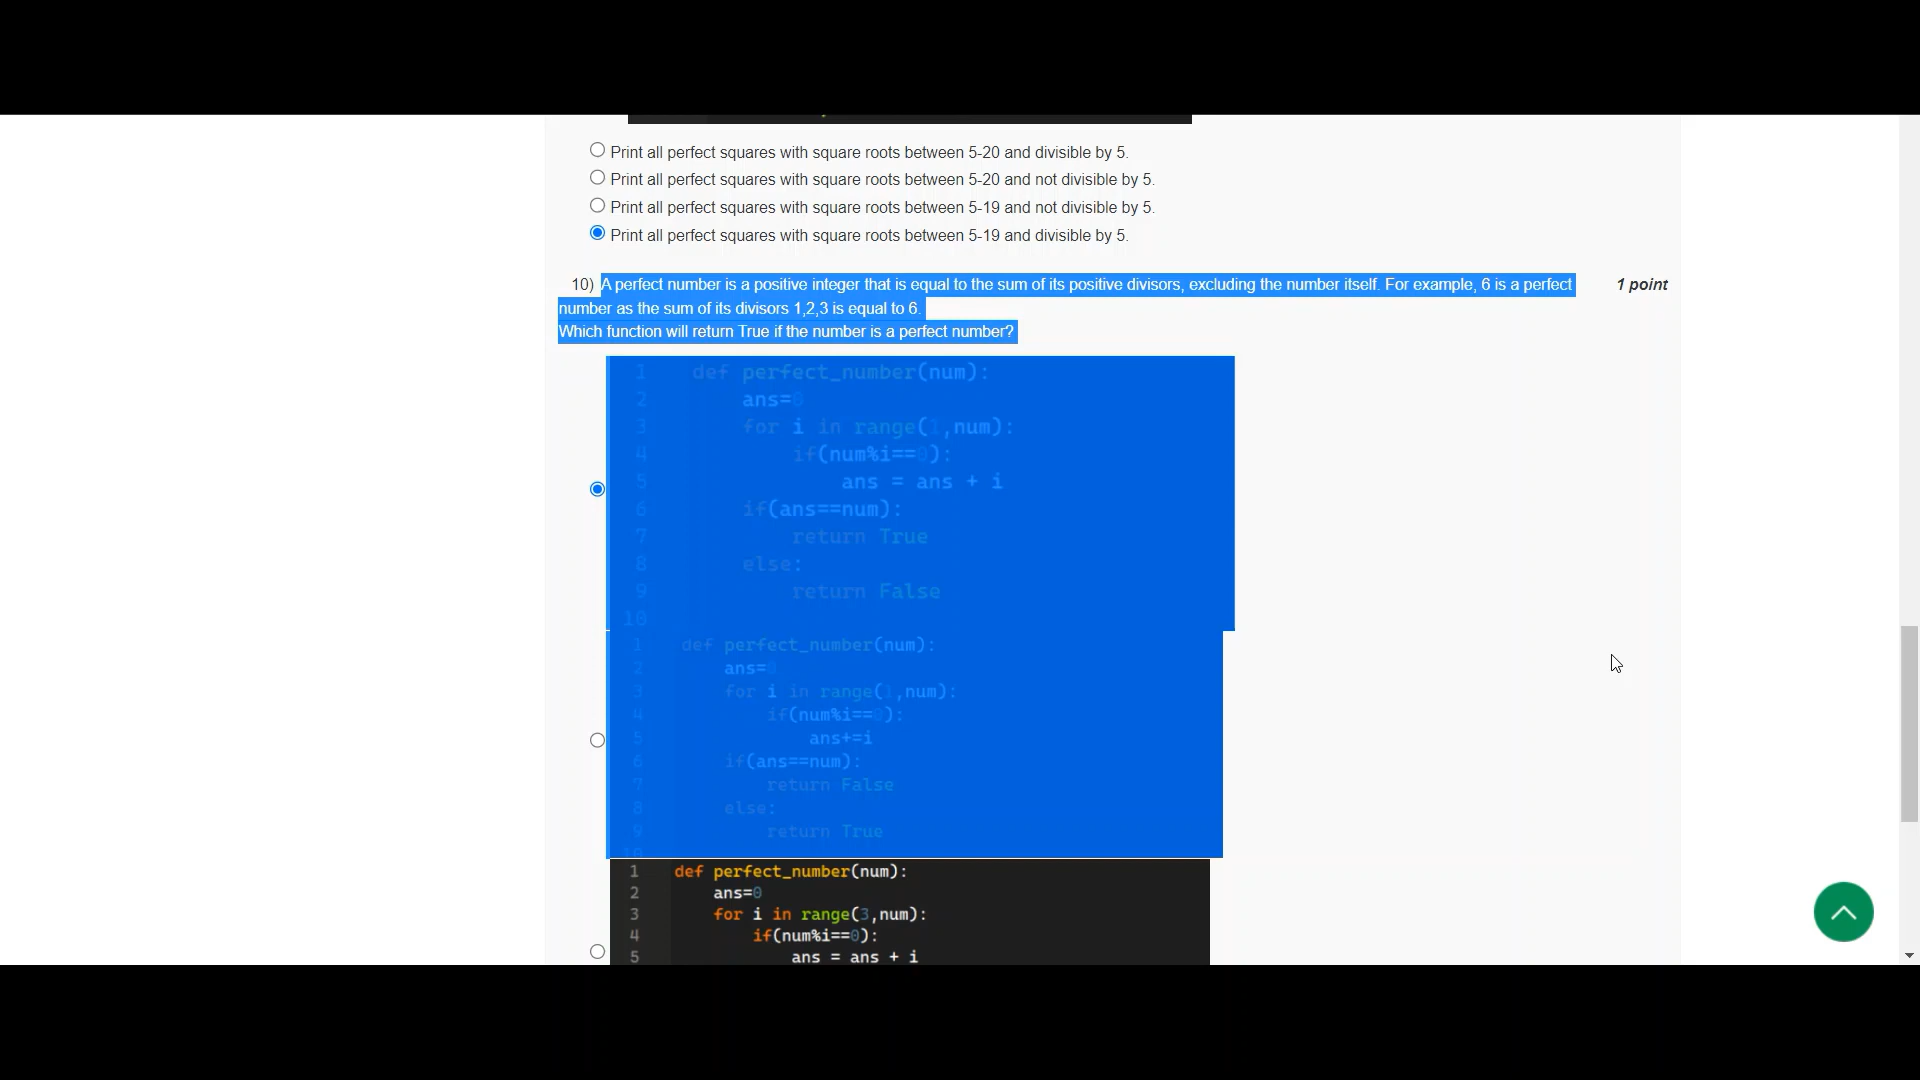 Print all perfect squares with square roots between 5-20 and divisible by 5.
Print all perfect squares with square roots between 5-20 and not divisible by 5.
Print all perfect squares with square roots between 5-19 and not divisible by 5.
Print all perfect squares with square roots between 5-19 and divisible by 5.
10) A perfect number is a positive integer that is equal to the sum of its positive divisors, excluding the number itself. For example, 6 is a perfect 1 point
number as the sum of its divisors 1,2,3 is equal to 6.
Which function will return True if the number is a perfect number?
1 def perfect_number(num):
2 ans=0
3 for i in range(1,num):
4 if(num%i==0):
5 ans = ans + i
6 if(ans==num):
7 return True
8 else:
9 return False
10
1 def perfect_number(num):
2 ans=0
3 for i in range(1,num):
4 if(num%i==0):
5 ans+=i
6 if(ans==num):
7 return False
8 else:
9 return True
10
1 def perfect_number(num):
2 ans=0
3 for i in range(3,num):
4 if(num%i==0):
5 ans = ans + i